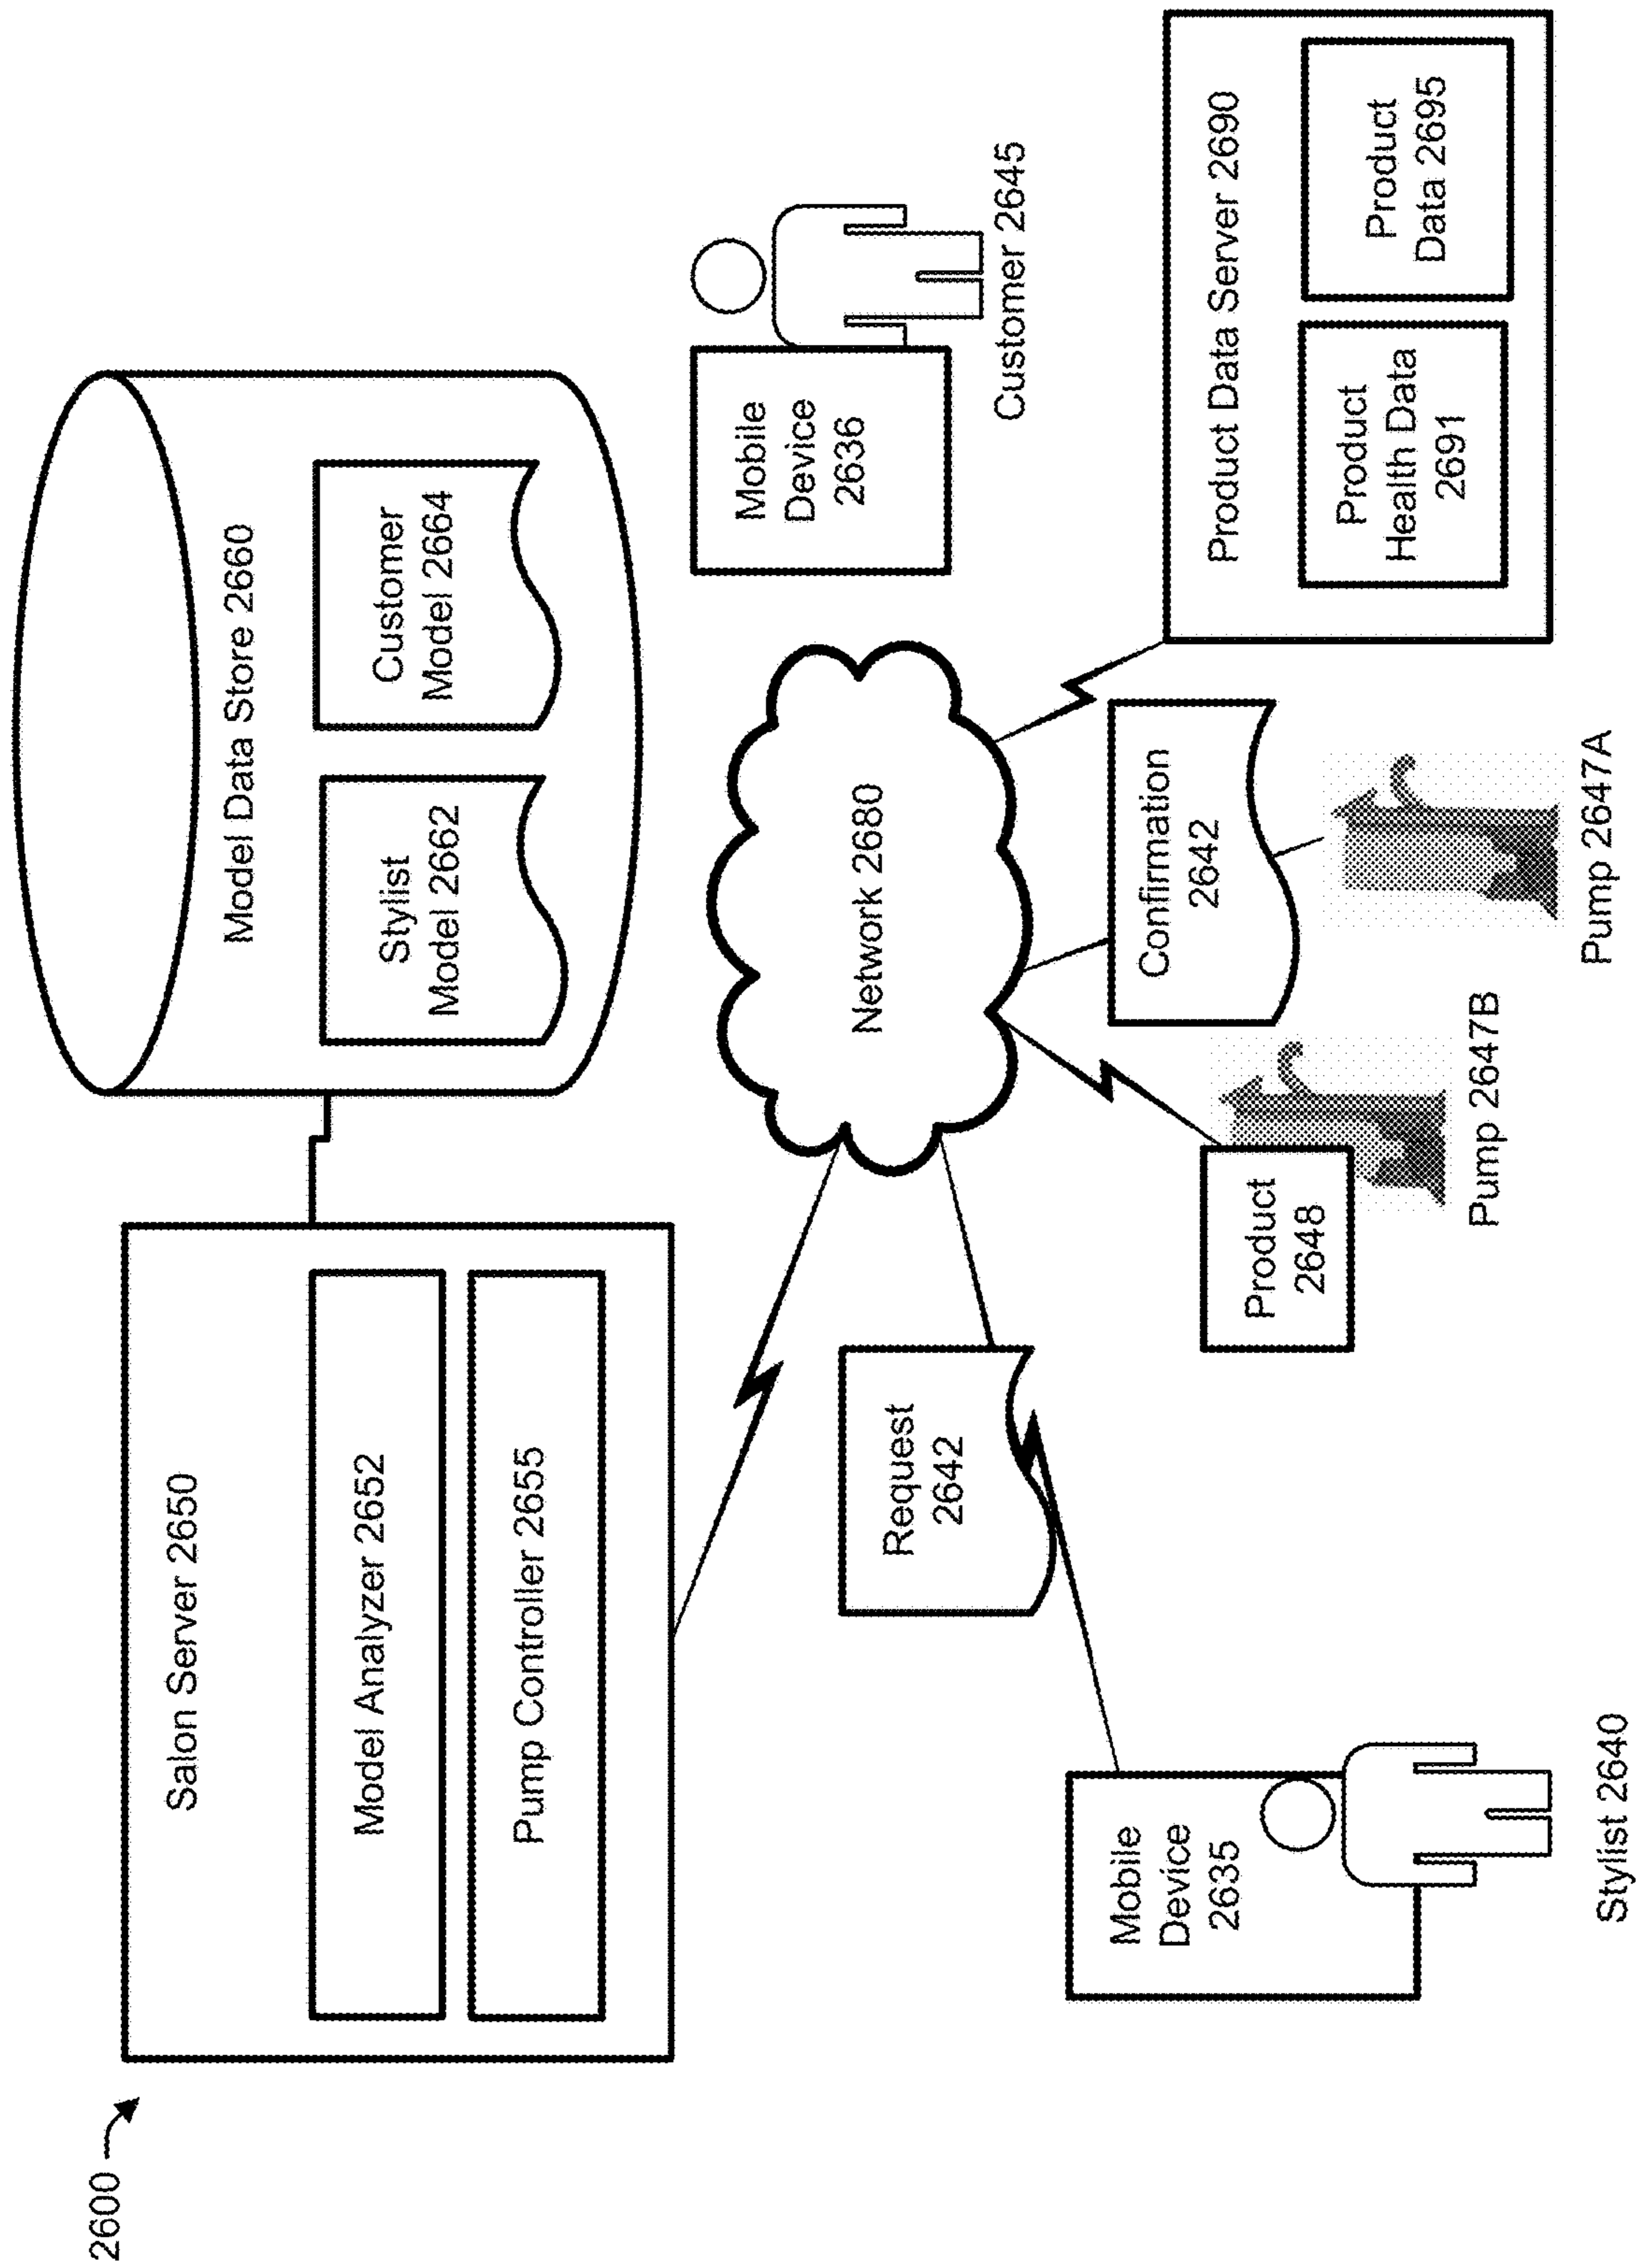 2600
Salon Server 2650
Model Analyzer 2652
Pump Controller 2655
Model Data Store 2660
Stylist
Model 2662
Customer
Model 2664
Mobile
Device
2636
Customer 2645
Network 2680
Request
2642
Mobile
Device
2635
Stylist 2640
Product
2648
Pump 2647B
Confirmation
2642
Pump 2647A
Product Data Server 2690
Product
Health Data
2691
Product
Data 2695